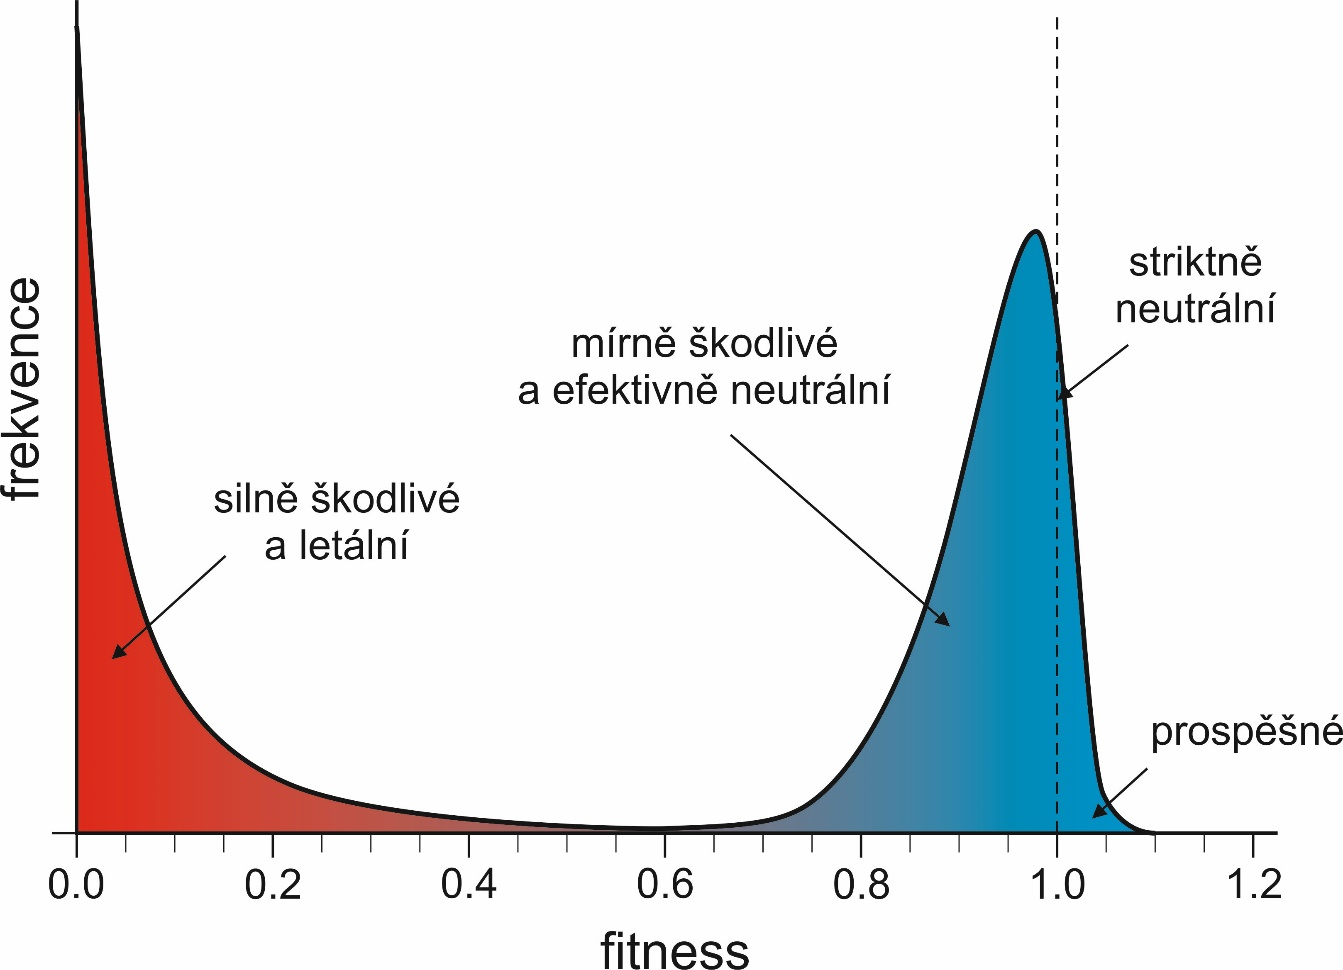 striktně
neutrální
mírně škodlivé
a efektivně neutrální
frekvence
silně škodlivé
a letální
prospěšné
0.0 0.2 0.4 0.6 0.8 1.0 1.2
fitness